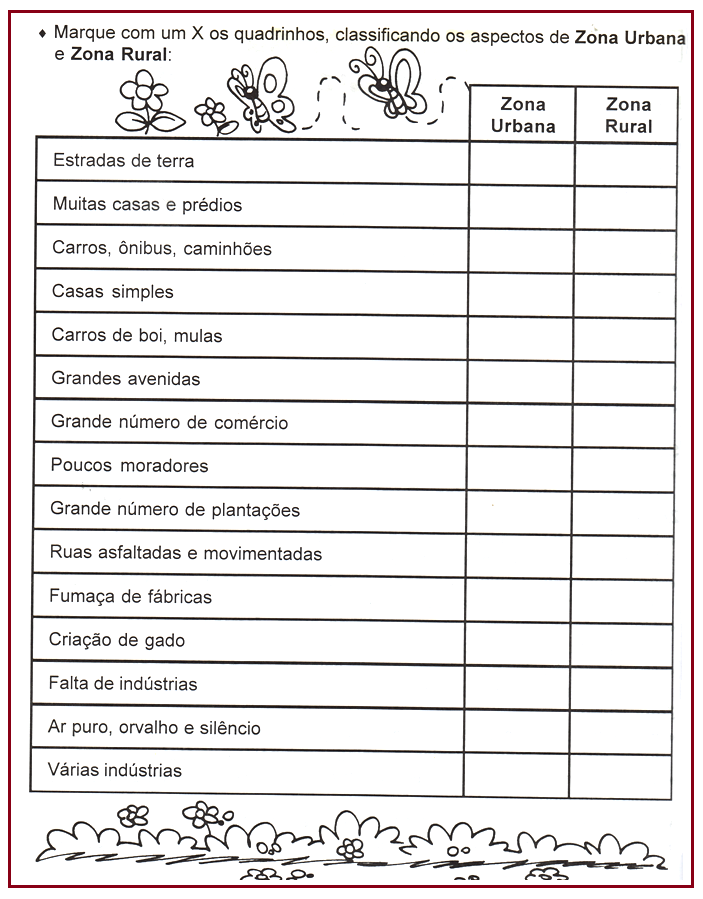 ♦ Marque com um X os quadrinhos, classificando os aspectos de Zona Urbana
e Zona Rural:
Zona Urbana
Zona Rural
Estradas de terra
Muitas casas e prédios
Carros, ônibus, caminhões
Casas simples
Carros de boi, mulas
Grandes avenidas
Grande número de comércio
Poucos moradores
Grande número de plantações
Ruas asfaltadas e movimentadas
Fumaça de fábricas
Criação de gado
Falta de indústrias
Ar puro, orvalho e silêncio
Várias indústrias